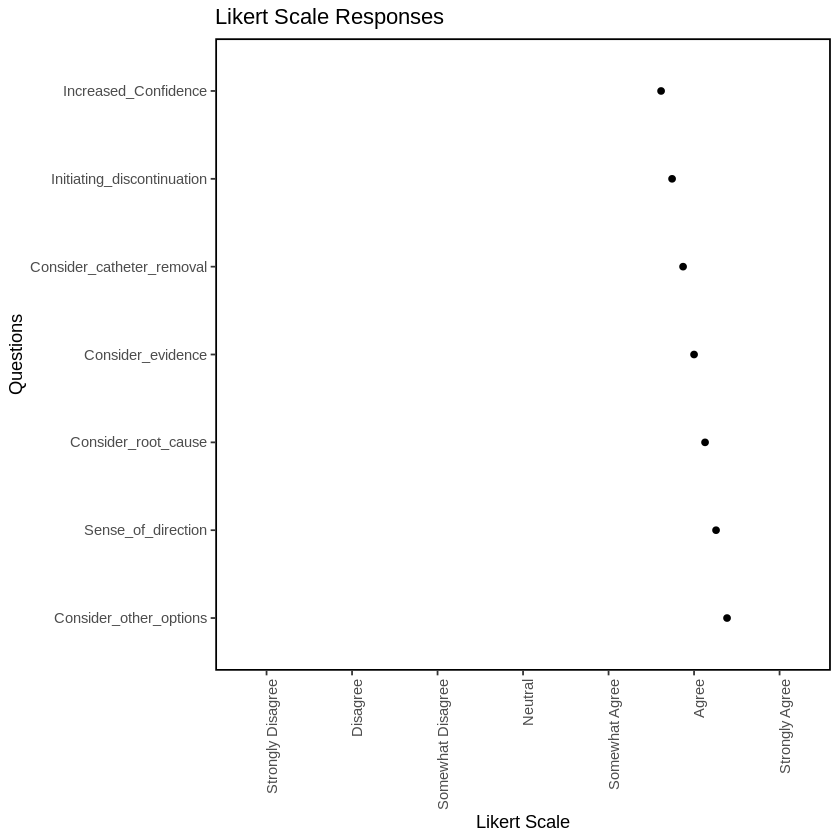 Likert Scale Responses
Increased_Confidence
Initiating_discontinuation
Consider_catheter_removal
Consider_evidence
Consider_root_cause
Sense_of_direction
Consider_other_options
Questions
Strongly Disagree
Disagree
Somewhat Disagree
Neutral
Somewhat Agree
Agree
Strongly Agree
Likert Scale